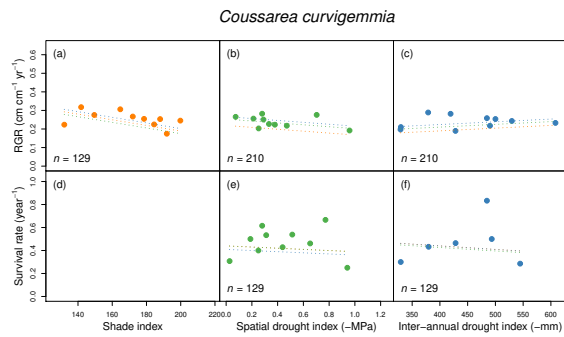 Coussarea curvigemmia
(a) (b) (c)
RGR (cm cm⁻¹ yr⁻¹)
0.0 0.1 0.2 0.3 0.4 0.5 0.6
n = 129 n = 210 n = 210
(d) (e) (f)
Survival rate (year⁻¹)
0.0 0.2 0.4 0.6 0.8 1.0
n = 129 n = 129
140 160 180 200 220
0.0 0.2 0.4 0.6 0.8 1.0 1.2
350 400 450 500 550 600
Shade index Spatial drought index (−MPa) Inter−annual drought index (−mm)